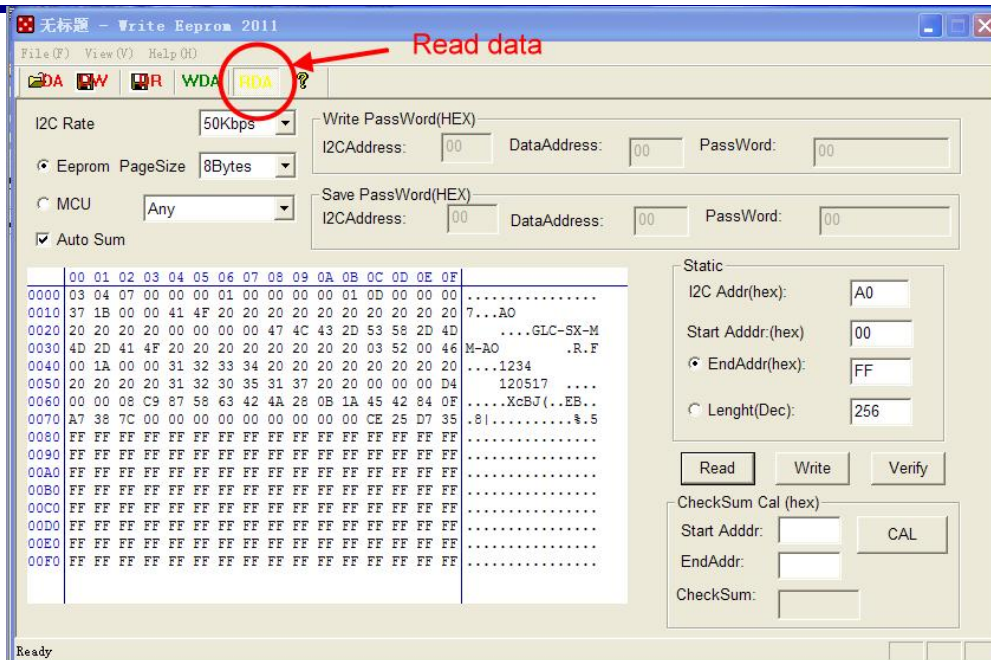 无标题 - Write Eeprom 2011
Read data
File(F) View(V) Help(H)
DA W R WDA RDA ?
I2C Rate 50Kbps
Eeprom PageSize 8Bytes
MCU Any
Auto Sum
Write PassWord(HEX)
I2CAddress: 00 DataAddress: 00 PassWord: 00
Save PassWord(HEX)
I2CAddress: 00 DataAddress: 00 PassWord: 00
00 01 02 03 04 05 06 07 08 09 0A 0B 0C 0D 0E 0F
0000 03 04 07 00 00 00 01 00 00 00 00 01 0D 00 00 00 ................
0010 37 1B 00 00 41 4F 20 20 20 20 20 20 20 20 20 20 7...AO
0020 20 20 20 20 00 00 00 00 47 4C 43 2D 53 58 2D 4D ....GLC-SX-M
0030 4D 2D 41 4F 20 20 20 20 20 20 20 20 03 52 00 46 M-AO .R.F
0040 00 1A 00 00 31 32 33 34 20 20 20 20 20 20 20 20 ....1234
0050 20 20 20 20 31 32 30 35 31 37 20 20 00 00 00 D4 120517 ....
0060 00 00 08 C9 87 58 63 42 4A 28 0B 1A 45 42 84 0F .....XcBJ(..EB..
0070 A7 38 7C 00 00 00 00 00 00 00 00 00 CE 25 D7 35 .8|..........%.5
0080 FF FF FF FF FF FF FF FF FF FF FF FF FF FF FF FF ................
0090 FF FF FF FF FF FF FF FF FF FF FF FF FF FF FF FF ................
00A0 FF FF FF FF FF FF FF FF FF FF FF FF FF FF FF FF ................
00B0 FF FF FF FF FF FF FF FF FF FF FF FF FF FF FF FF ................
00C0 FF FF FF FF FF FF FF FF FF FF FF FF FF FF FF FF ................
00D0 FF FF FF FF FF FF FF FF FF FF FF FF FF FF FF FF ................
00E0 FF FF FF FF FF FF FF FF FF FF FF FF FF FF FF FF ................
00F0 FF FF FF FF FF FF FF FF FF FF FF FF FF FF FF FF ................
Static
I2C Addr(hex): A0
Start Adddr:(hex) 00
EndAddr(hex): FF
Lenght(Dec): 256
Read Write Verify
CheckSum Cal (hex)
Start Adddr: CAL
EndAddr:
CheckSum:
Ready